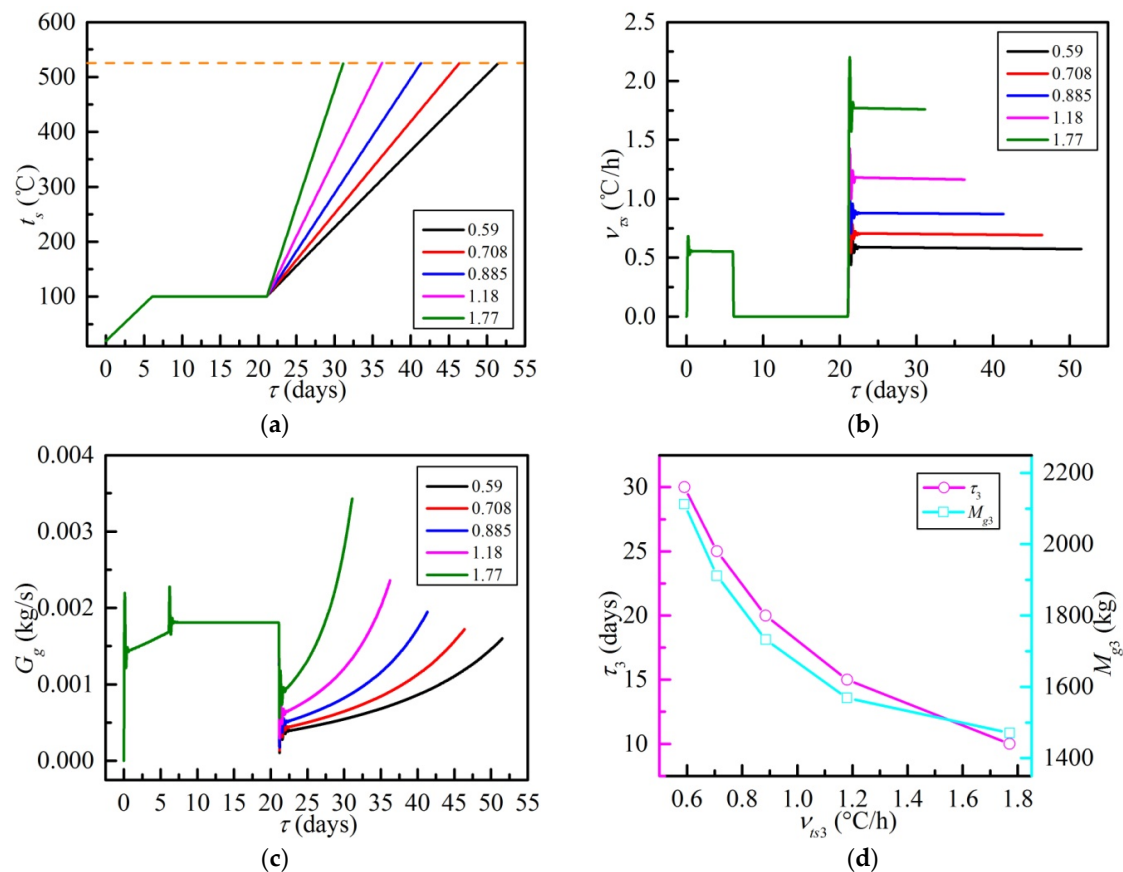 600
500
400
300
200
100
t_s (℃)
0.59
0.708
0.885
1.18
1.77
0 5 10 15 20 25 30 35 40 45 50 55
τ (days)
(a)
2.5
2.0
1.5
1.0
0.5
0.0
ν_ts (℃/h)
0.59
0.708
0.885
1.18
1.77
0 10 20 30 40 50
τ (days)
(b)
0.004
0.003
0.002
0.001
0.000
G_g (kg/s)
0.59
0.708
0.885
1.18
1.77
0 5 10 15 20 25 30 35 40 45 50 55
τ (days)
(c)
30
25
20
15
10
τ_3 (days)
τ_3
M_g3
2200
2000
1800
1600
1400
M_g3 (kg)
0.6 0.8 1.0 1.2 1.4 1.6 1.8
ν_ts3 (°C/h)
(d)